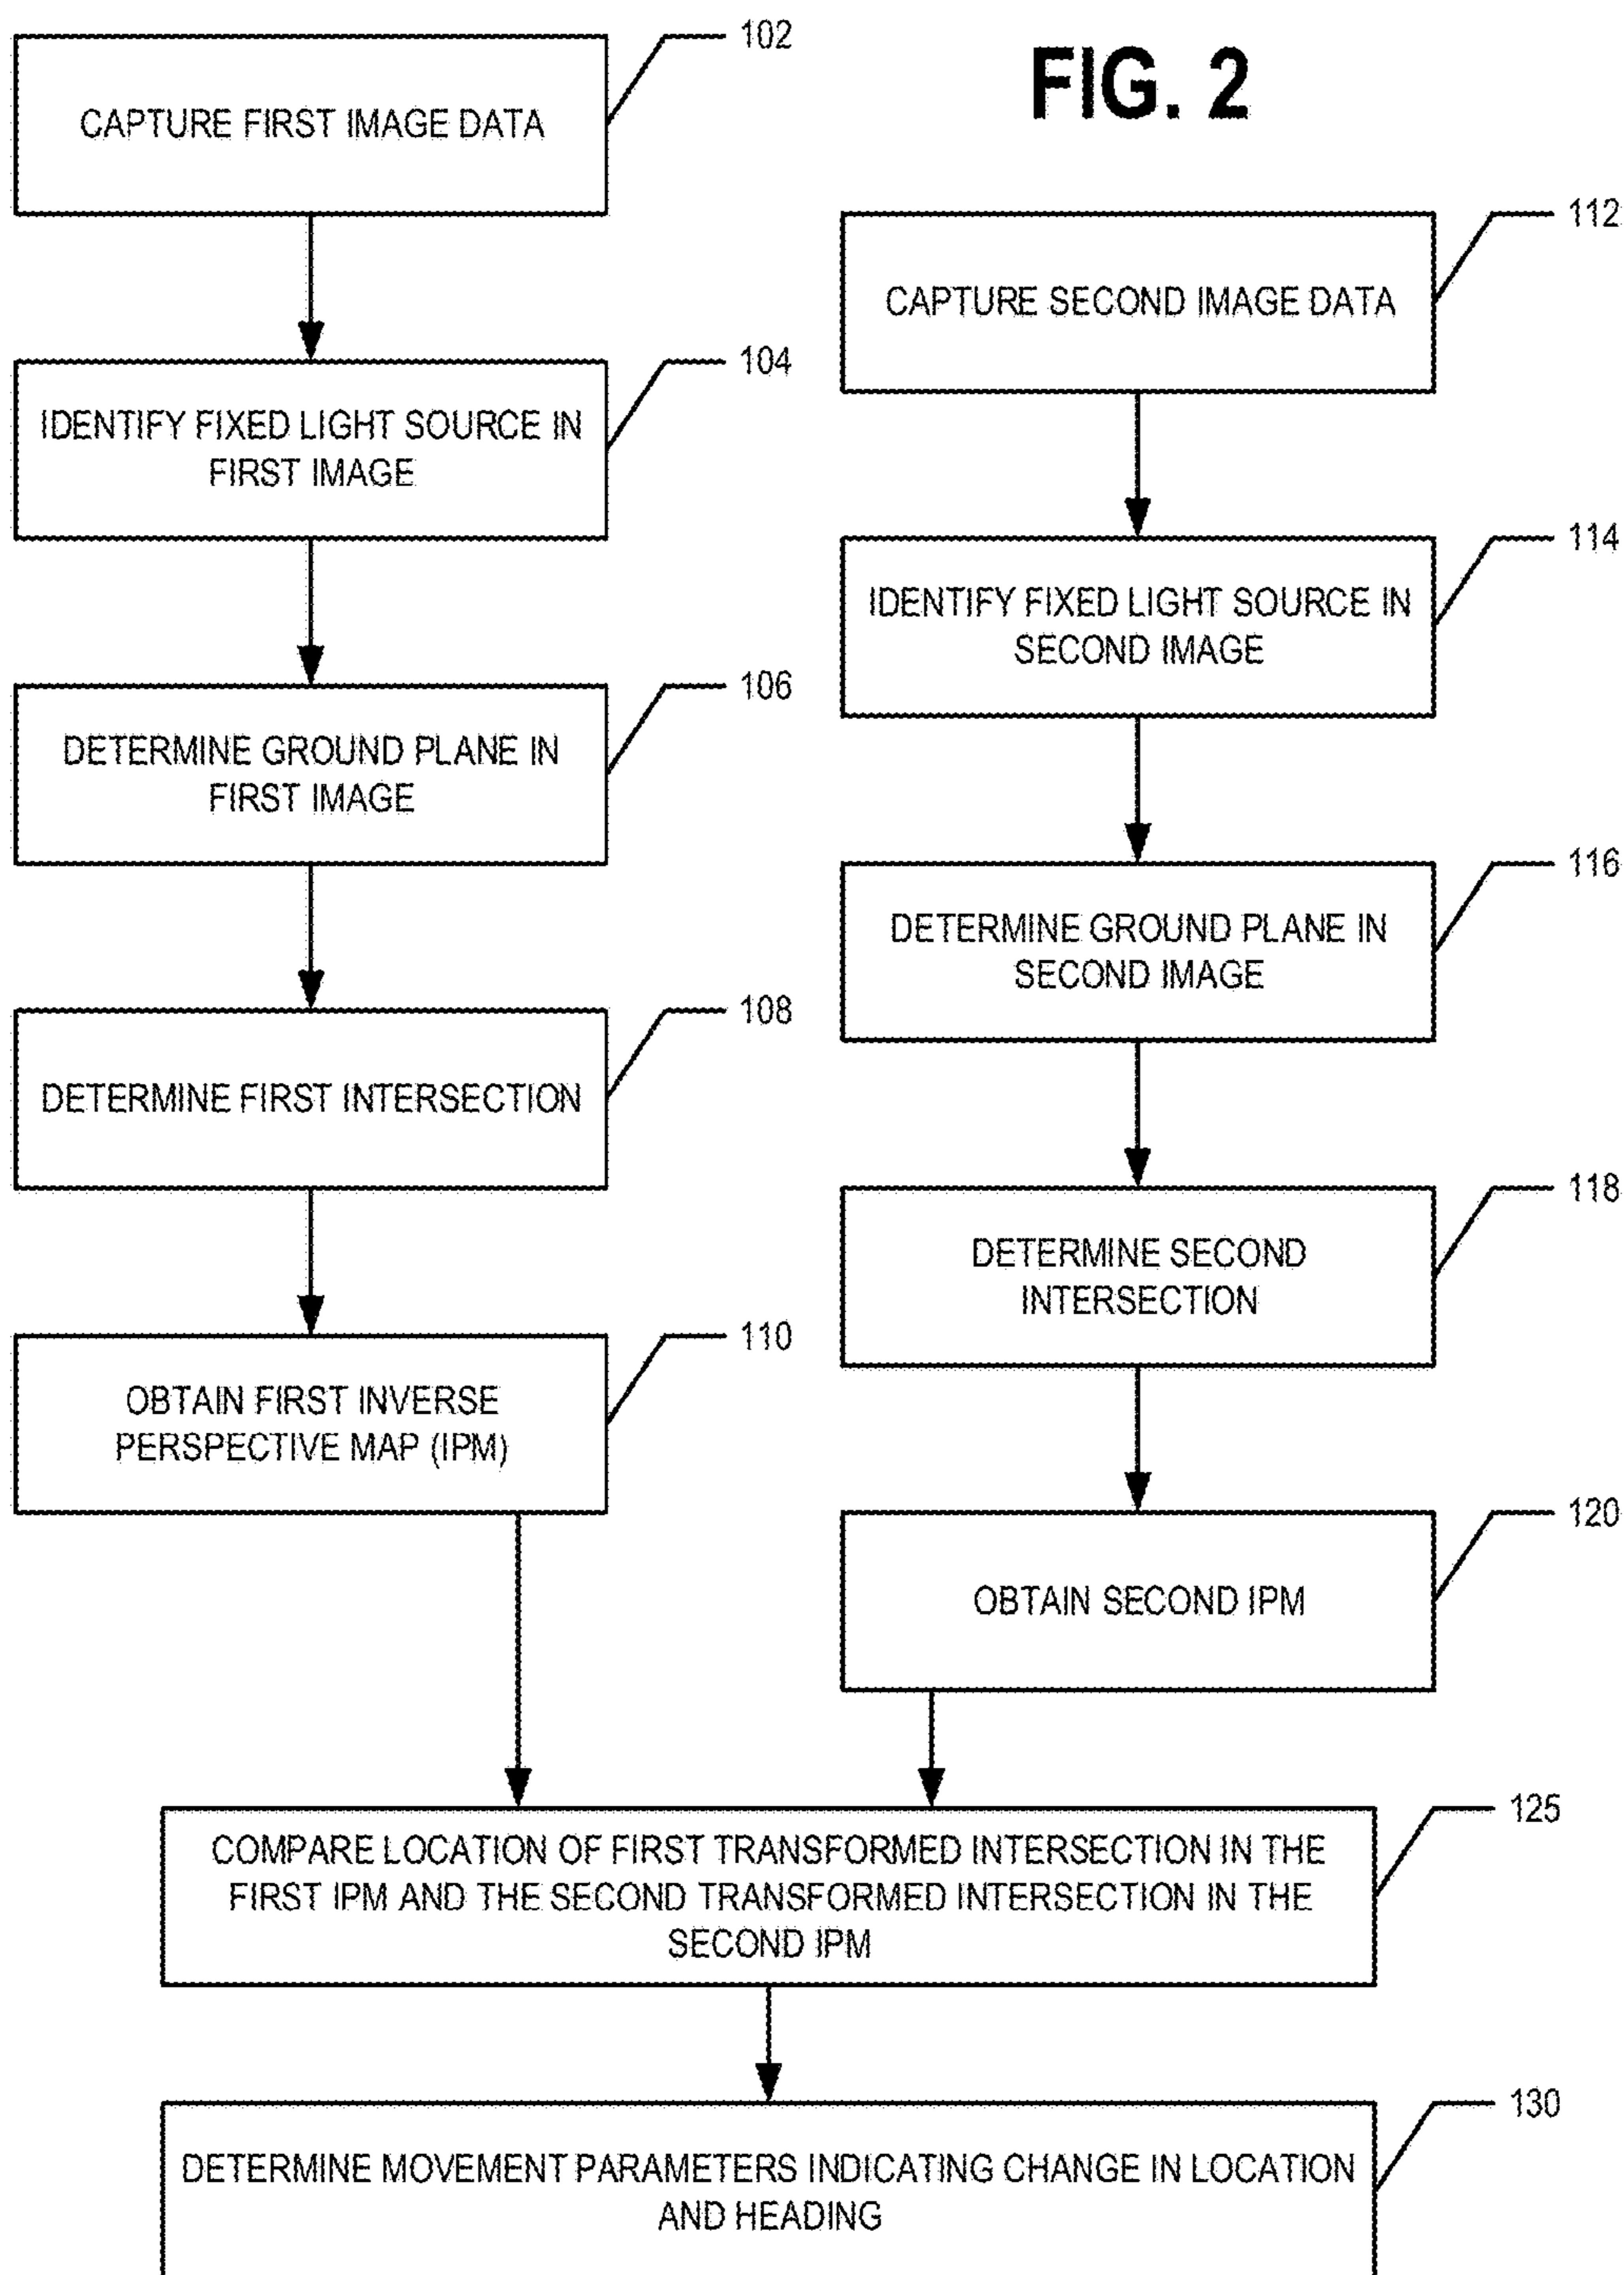 FIG. 2
102
CAPTURE FIRST IMAGE DATA
104
IDENTIFY FIXED LIGHT SOURCE IN
FIRST IMAGE
106
DETERMINE GROUND PLANE IN
FIRST IMAGE
108
DETERMINE FIRST INTERSECTION
110
OBTAIN FIRST INVERSE
PERSPECTIVE MAP (IPM)
112
CAPTURE SECOND IMAGE DATA
114
IDENTIFY FIXED LIGHT SOURCE IN
SECOND IMAGE
116
DETERMINE GROUND PLANE IN
SECOND IMAGE
118
DETERMINE SECOND
INTERSECTION
120
OBTAIN SECOND IPM
125
COMPARE LOCATION OF FIRST TRANSFORMED INTERSECTION IN THE
FIRST IPM AND THE SECOND TRANSFORMED INTERSECTION IN THE
SECOND IPM
130
DETERMINE MOVEMENT PARAMETERS INDICATING CHANGE IN LOCATION
AND HEADING